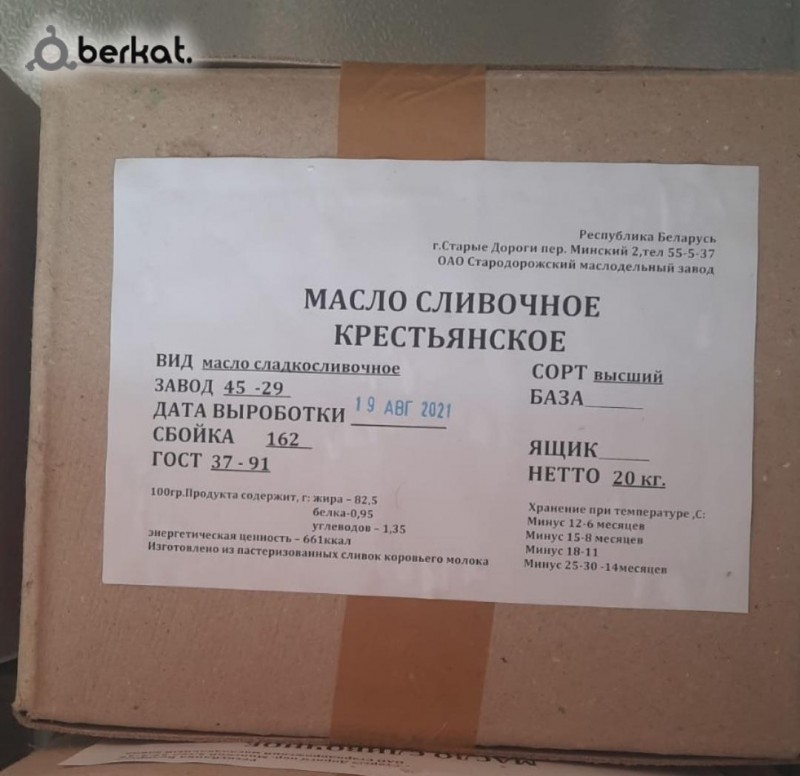 berkat.
Республика Беларусь
г.Старые Дороги пер. Минский 2,тел 55-5-37
ОАО Стародорожский маслодельный завод
МАСЛО СЛИВОЧНОЕ
КРЕСТЬЯНСКОЕ
ВИД масло сладкосливочное
ЗАВОД 45 -29
ДАТА ВЫРОБОТКИ 19 АВГ 2021
СБОЙКА 162
ГОСТ 37 - 91
СОРТ высший
БАЗА
ЯЩИК
НЕТТО 20 кг.
100гр.Продукта содержит, г: жира – 82,5
белка-0,95
углеводов – 1,35
энергетическая ценность – 661ккал
Изготовлено из пастеризованных сливок коровьего молока
Хранение при температуре ,С:
Минус 12-6 месяцев
Минус 15-8 месяцев
Минус 18-11
Минус 25-30 -14месяцев
МАСЛО СЛИВОЧНОЕ